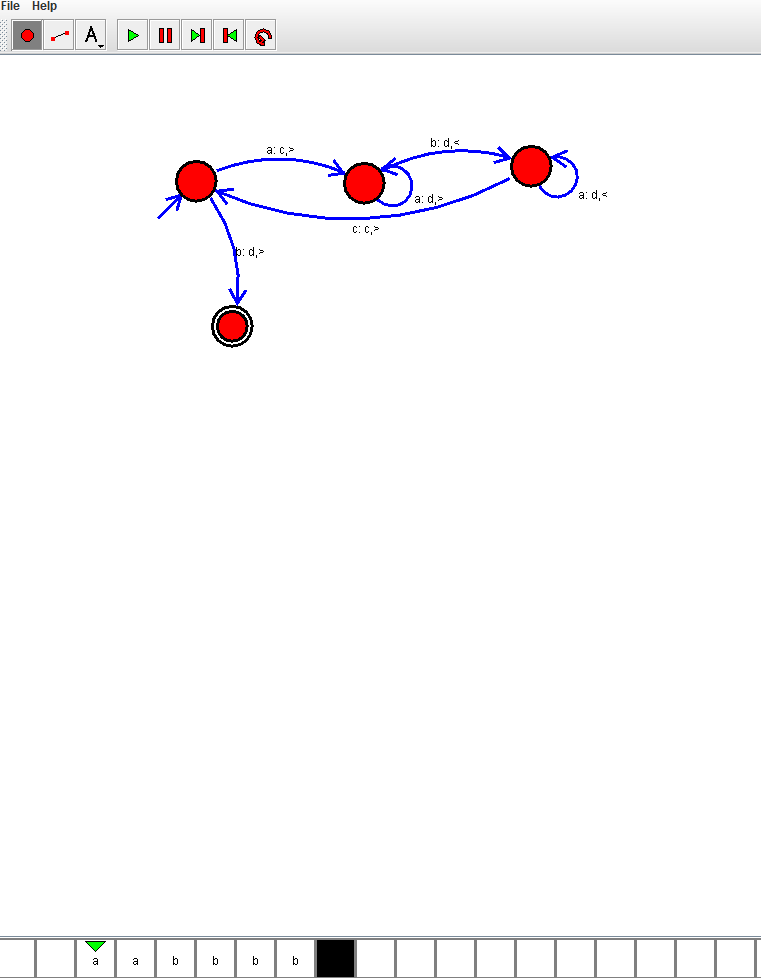 File Help
A
a: c,>
b: d,<
a: d,>
a: d,<
c: c,>
b: d,>
a a b b b b